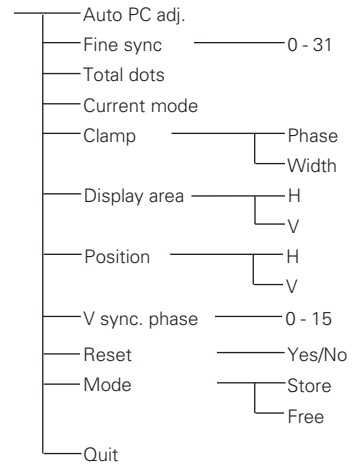 Auto PC adj.
Fine sync 0 - 31
Total dots
Current mode
Clamp Phase
Width
Display area H
V
Position H
V
V sync. phase 0 - 15
Reset Yes/No
Mode Store
Free
Quit